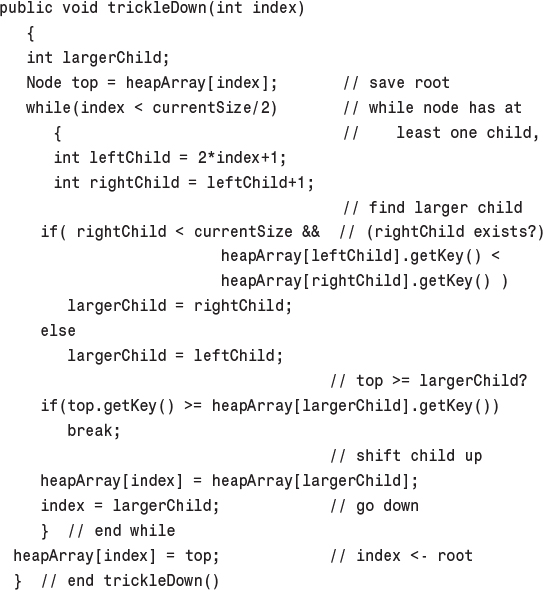 public void trickleDown(int index)
{
int largerChild;
Node top = heapArray[index]; // save root
while(index < currentSize/2) // while node has at
{ // least one child,
int leftChild = 2*index+1;
int rightChild = leftChild+1;
// find larger child
if( rightChild < currentSize && // (rightChild exists?)
heapArray[leftChild].getKey() <
heapArray[rightChild].getKey() )
largerChild = rightChild;
else
largerChild = leftChild;
// top >= largerChild?
if(top.getKey() >= heapArray[largerChild].getKey())
break;
// shift child up
heapArray[index] = heapArray[largerChild];
index = largerChild; // go down
} // end while
heapArray[index] = top; // index <- root
} // end trickleDown()